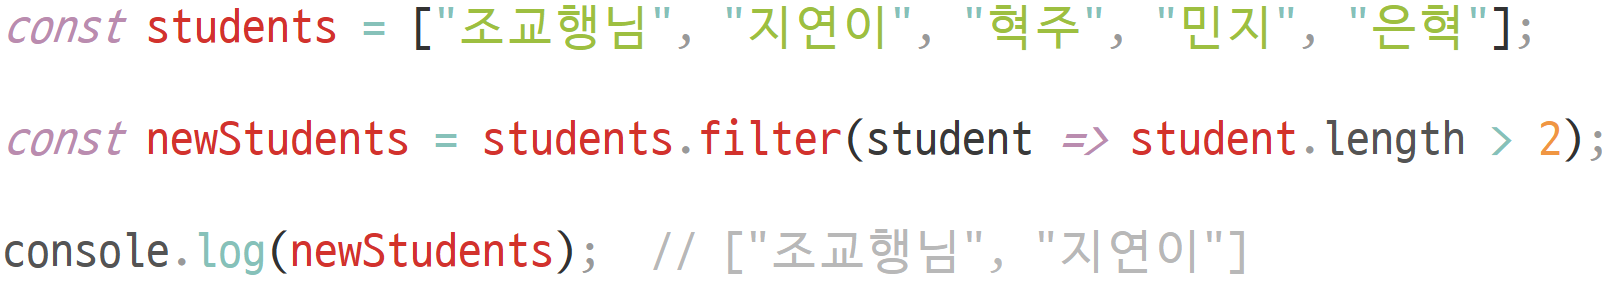 const students = ["조교행님", "지연이", "혁주", "민지", "은혁"];
const newStudents = students.filter(student => student.length > 2);
console.log(newStudents);  // ["조교행님", "지연이"]